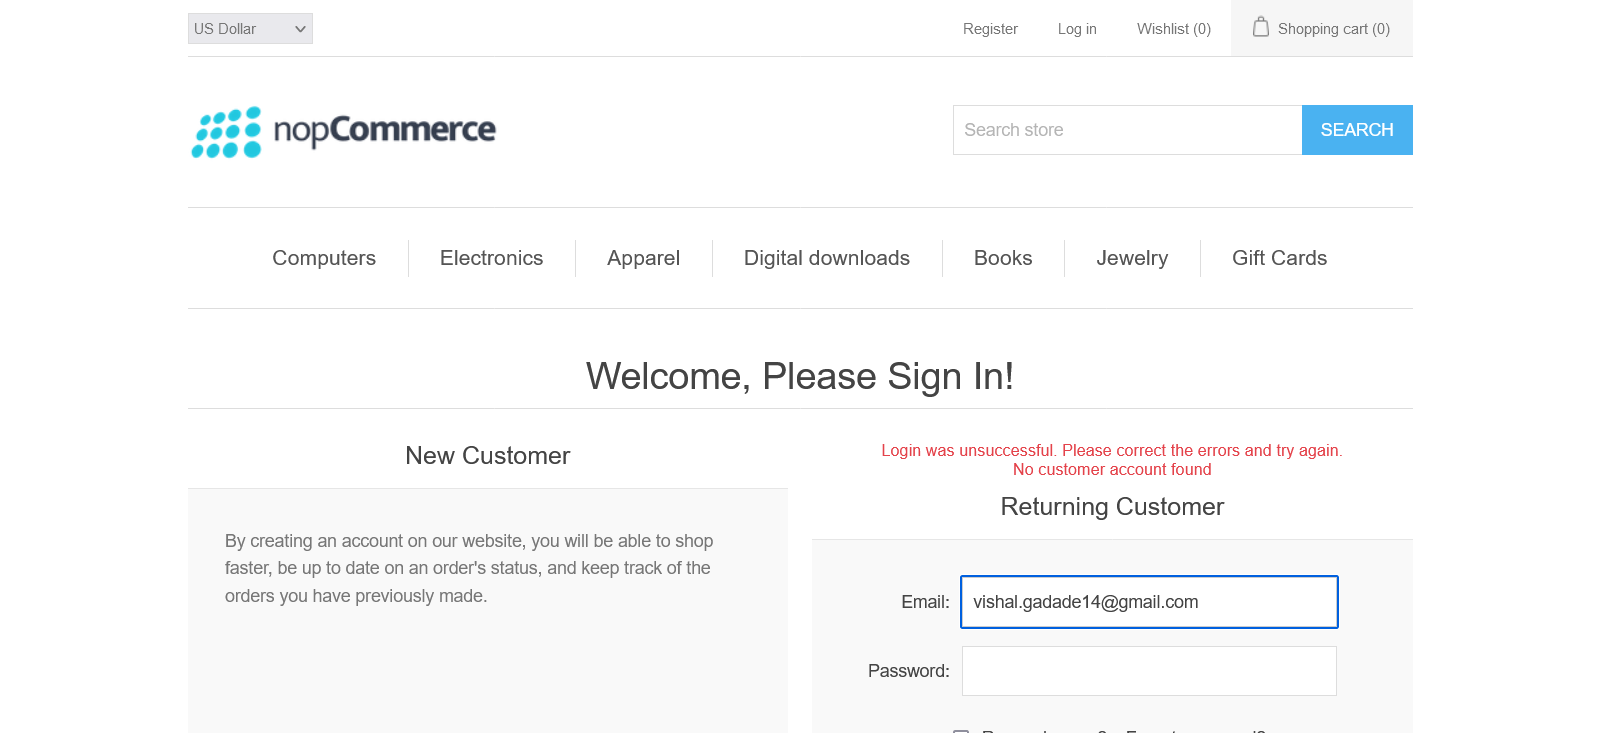 US Dollar
Register
Log in
Wishlist (0)
Shopping cart (0)
nopCommerce
Search store
SEARCH
Computers
Electronics
Apparel
Digital downloads
Books
Jewelry
Gift Cards
Welcome, Please Sign In!
New Customer
By creating an account on our website, you will be able to shop
faster, be up to date on an order's status, and keep track of the
orders you have previously made.
Login was unsuccessful. Please correct the errors and try again.
No customer account found
Returning Customer
Email:
vishal.gadade14@gmail.com
Password: